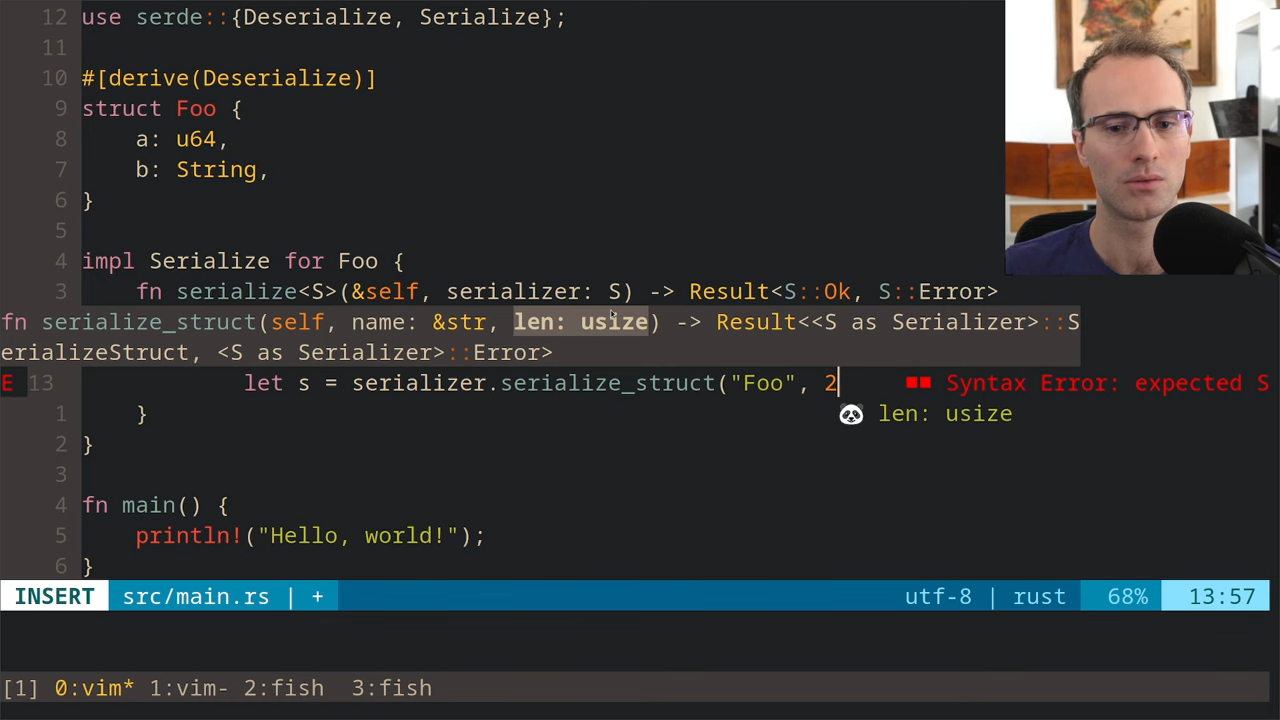 12 use serde::{Deserialize, Serialize};
11
10 #[derive(Deserialize)]
9 struct Foo {
8     a: u64,
7     b: String,
6 }
5
4 impl Serialize for Foo {
3     fn serialize<S>(&self, serializer: S) -> Result<S::Ok, S::Error>
fn serialize_struct(self, name: &str, len: usize) -> Result<<S as Serializer>::S
erializeStruct, <S as Serializer>::Error>
E 13             let s = serializer.serialize_struct("Foo", 2     ■■ Syntax Error: expected S
1     }     🐼 len: usize
2 }
3
4 fn main() {
5     println!("Hello, world!");
6 }
INSERT src/main.rs | + utf-8 | rust 68% 13:57
[1] 0:vim* 1:vim- 2:fish 3:fish